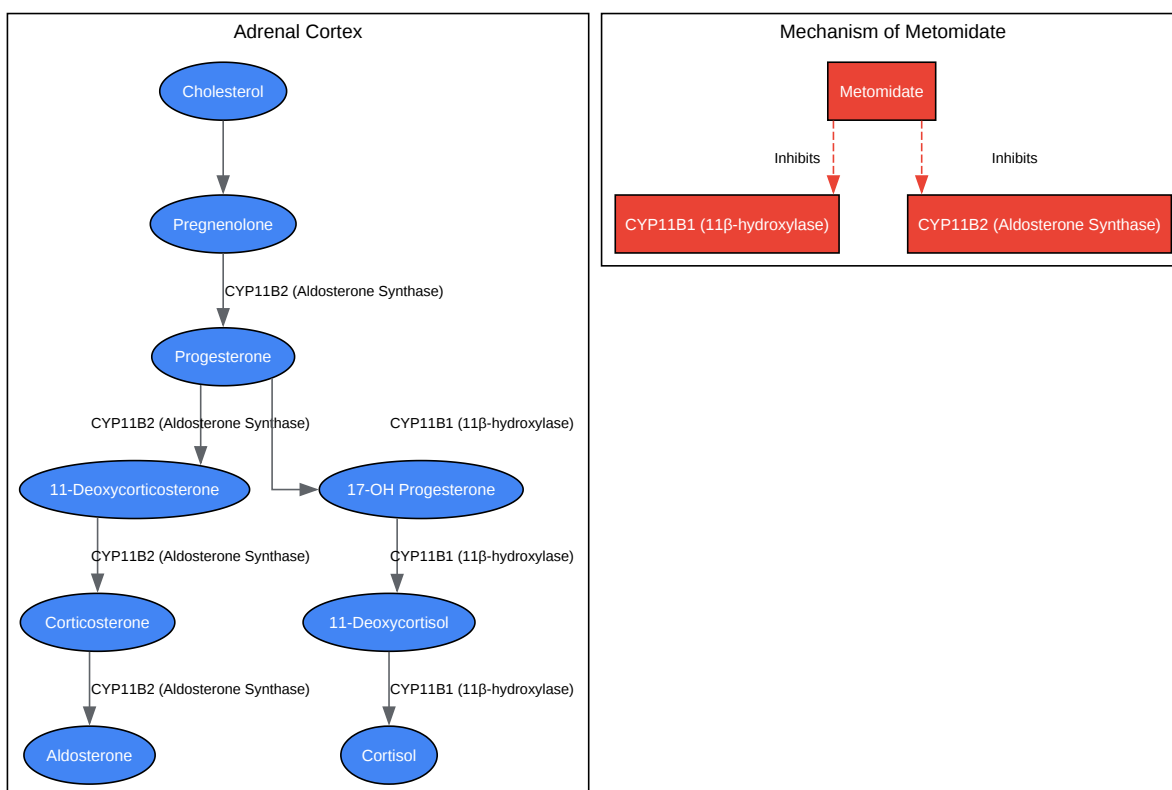 Adrenal Cortex
Cholesterol
Pregnenolone
CYP11B2 (Aldosterone Synthase)
Progesterone
CYP11B2 (Aldosterone Synthase)
CYP11B1 (11β-hydroxylase)
11-Deoxycorticosterone
17-OH Progesterone
CYP11B2 (Aldosterone Synthase)
CYP11B1 (11β-hydroxylase)
Corticosterone
11-Deoxycortisol
CYP11B2 (Aldosterone Synthase)
CYP11B1 (11β-hydroxylase)
Aldosterone
Cortisol
Mechanism of Metomidate
Metomidate
Inhibits
Inhibits
CYP11B1 (11β-hydroxylase)
CYP11B2 (Aldosterone Synthase)